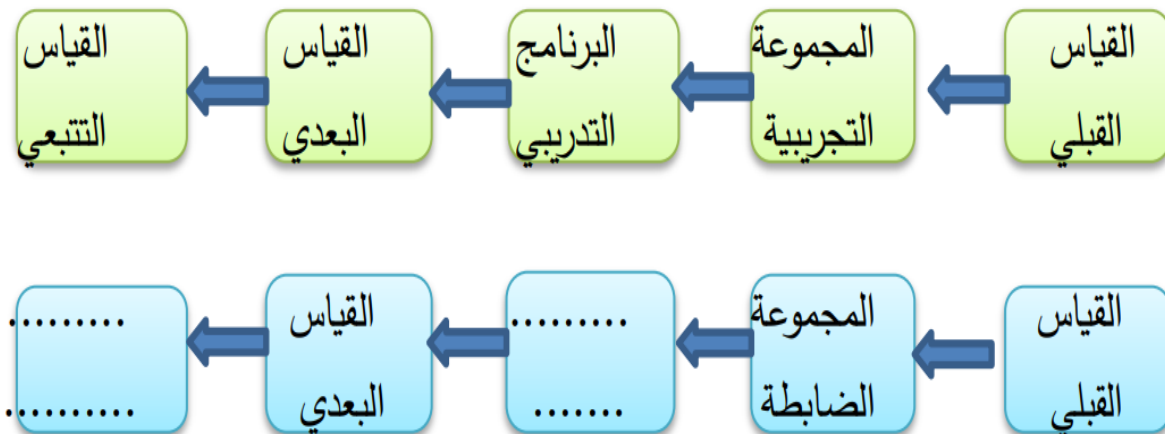 القياس
القبلي
المجموعة
التجريبية
البرنامج
التدريبي
القياس
البعدي
القياس
التتبعي
القياس
القبلي
المجموعة
الضابطة
.........
.......
القياس
البعدي
.........
..........